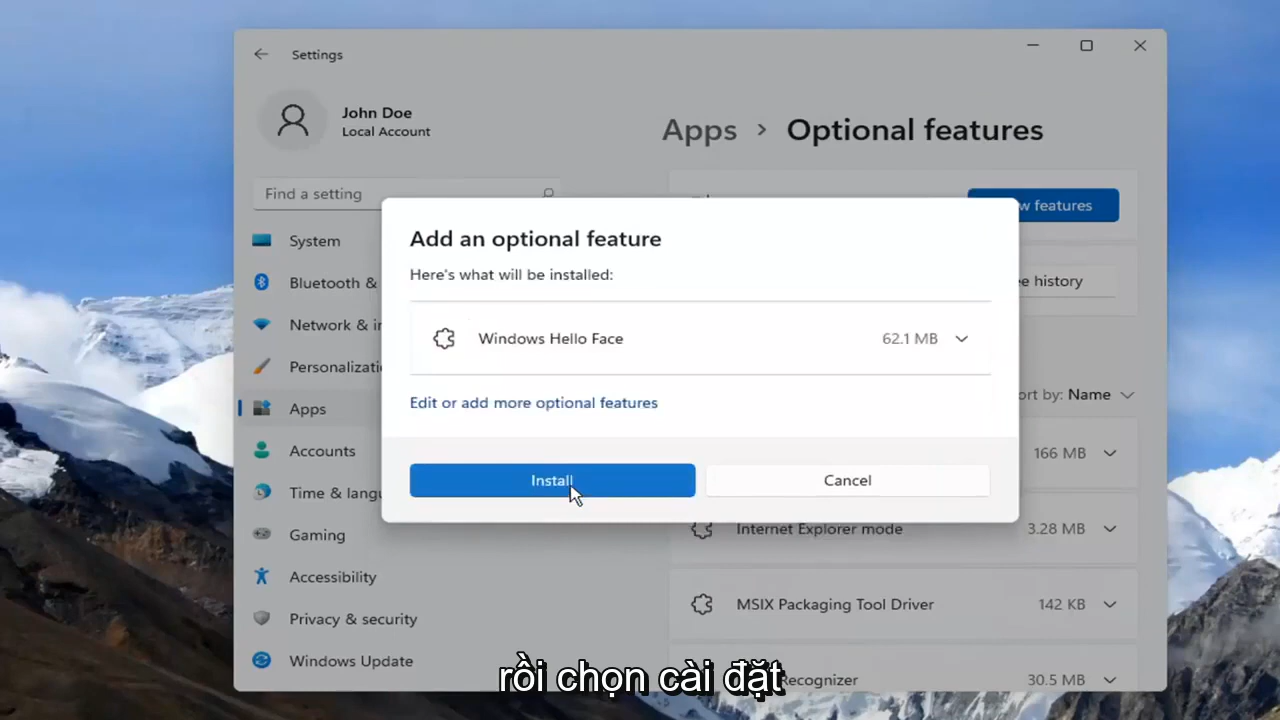 Settings
John Doe
Local Account
Find a setting
System
Bluetooth &
Network &
Personalizati
Apps
Accounts
Time & langu
Gaming
Accessibility
Privacy & security
Windows Update
Apps > Optional features
w features
e history
ort by: Name
166 MB
Internet Explorer mode 3.28 MB
MSIX Packaging Tool Driver 142 KB
Recognizer 30.5 MB
Add an optional feature
Here's what will be installed:
Windows Hello Face 62.1 MB
Edit or add more optional features
Install Cancel
rồi chọn cài đặt